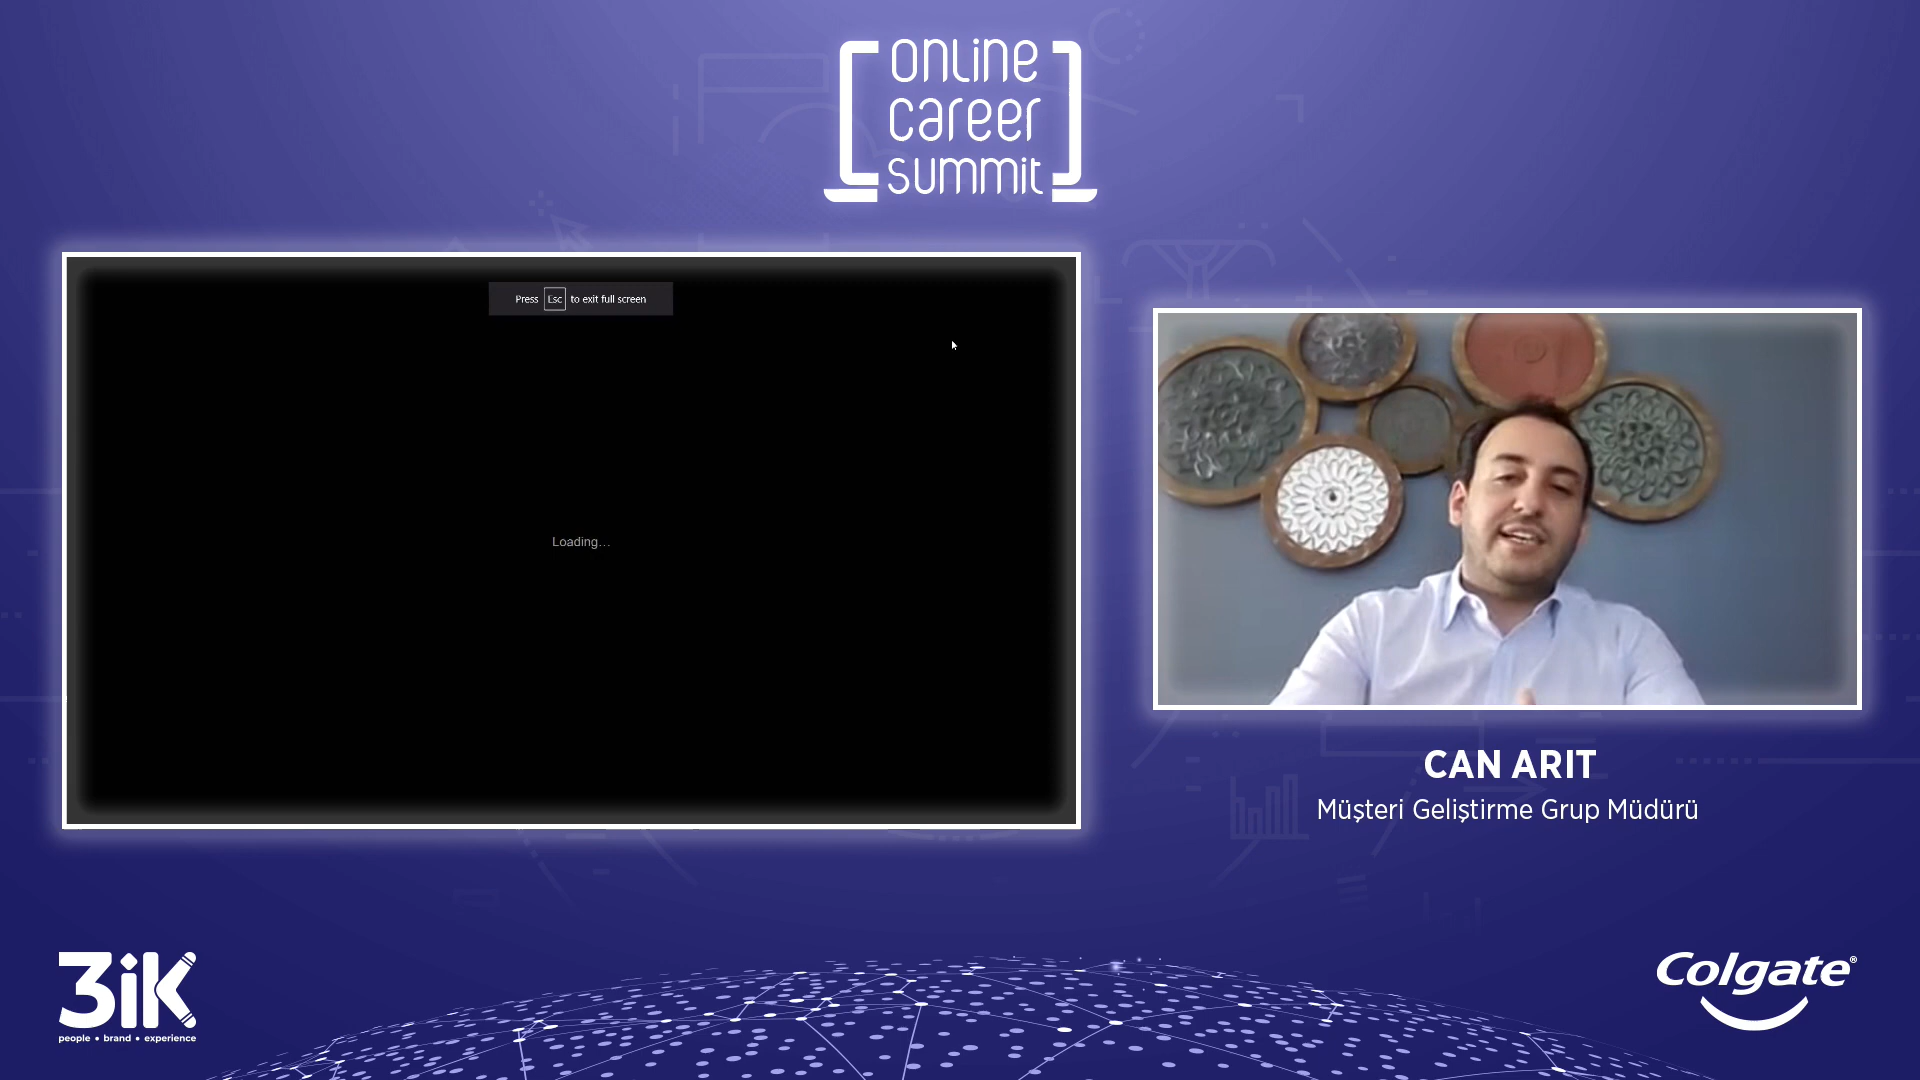 online
career
summit
Press Esc to exit full screen
Loading...
CAN ARIT
Müşteri Geliştirme Grup Müdürü
3iK
people • brand • experience
Colgate®